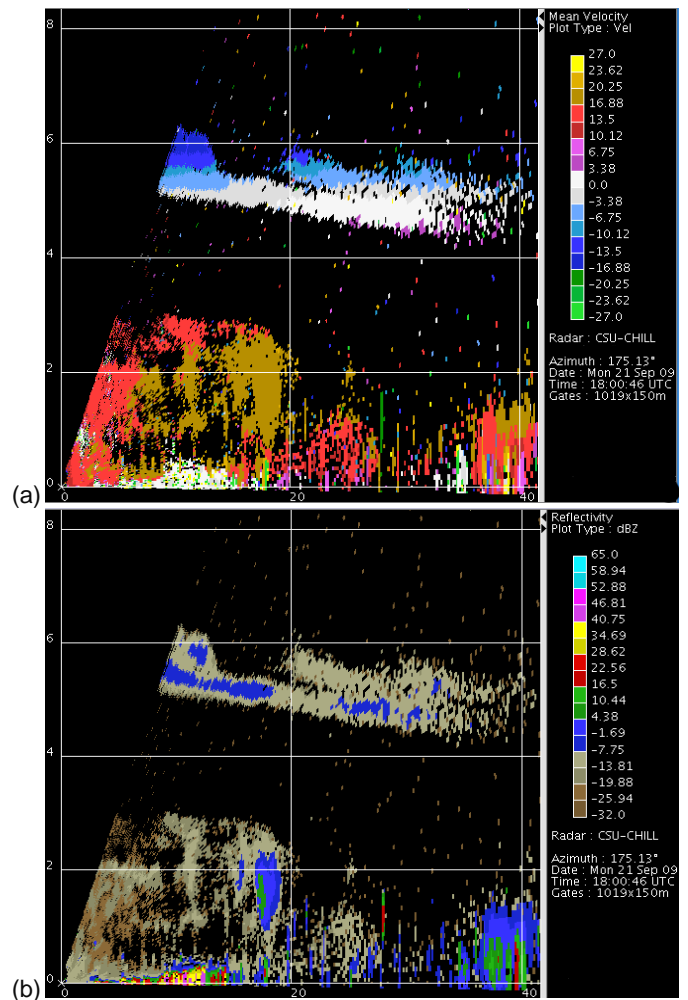 Mean Velocity
Plot Type : Vel
27.0
23.62
20.25
16.88
13.5
10.12
6.75
3.38
0.0
-3.38
-6.75
-10.12
-13.5
-16.88
-20.25
-23.62
-27.0
Radar : CSU-CHILL
Azimuth : 175.13°
Date : Mon 21 Sep 09
Time : 18:00:46 UTC
Gates : 1019x150m
8
6
4
2
0
0 20 40
(a)
Reflectivity
Plot Type : dBZ
65.0
58.94
52.88
46.81
40.75
34.69
28.62
22.56
16.5
10.44
4.38
-1.69
-7.75
-13.81
-19.88
-25.94
-32.0
Radar : CSU-CHILL
Azimuth : 175.13°
Date : Mon 21 Sep 09
Time : 18:00:46 UTC
Gates : 1019x150m
8
6
4
2
0
0 20 40
(b)